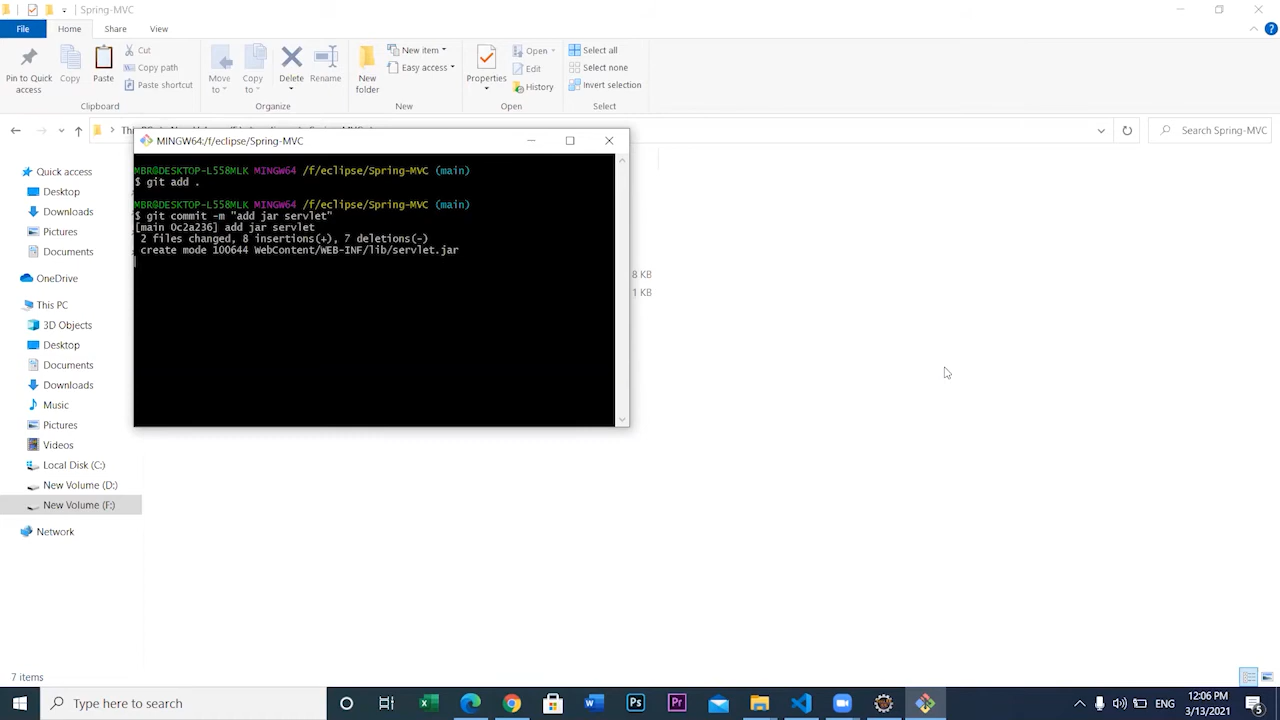 Spring-MVC
File
Home
Share
View
Pin to Quick access
Copy
Paste
Cut
Copy path
Paste shortcut
Clipboard
Move to
Copy to
Delete
Rename
Organize
New folder
New item
Easy access
New
Properties
Open
Edit
History
Open
Select all
Select none
Invert selection
Select
Search Spring-MVC
Quick access
Desktop
Downloads
Pictures
Documents
OneDrive
This PC
3D Objects
Desktop
Documents
Downloads
Music
Pictures
Videos
Local Disk (C:)
New Volume (D:)
New Volume (F:)
Network
MINGW64:/f/eclipse/Spring-MVC
MBR@DESKTOP-L558MLK MINGW64 /f/eclipse/Spring-MVC (main)
$ git add .
MBR@DESKTOP-L558MLK MINGW64 /f/eclipse/Spring-MVC (main)
$ git commit -m "add jar servlet"
[main 0c2a236] add jar servlet
2 files changed, 8 insertions(+), 7 deletions(-)
create mode 100644 WebContent/WEB-INF/lib/servlet.jar
8 KB
1 KB
7 items
Type here to search
Ps
Pr
ENG
12:06 PM
3/13/2021
5